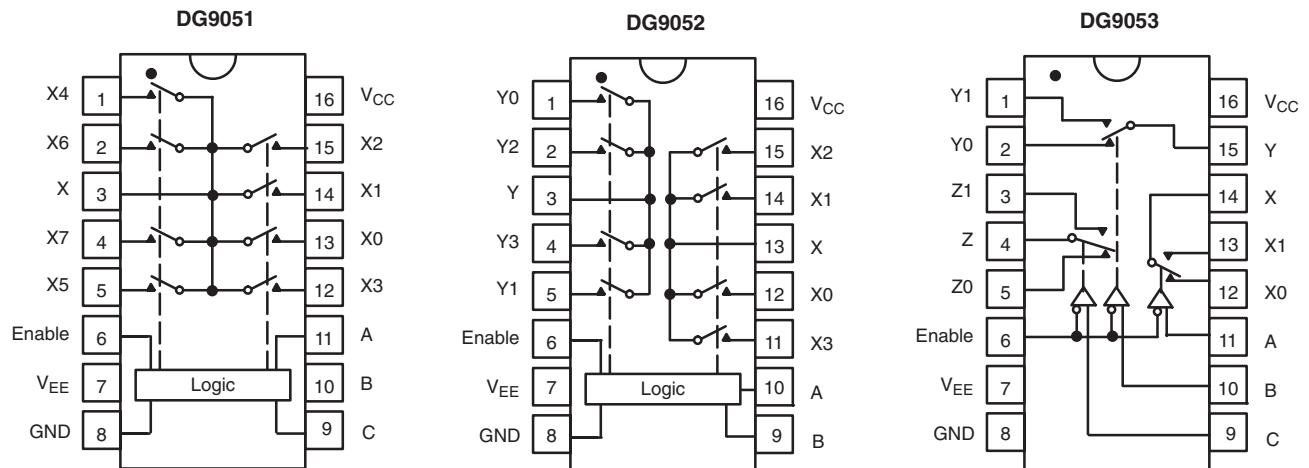 DG9051
X4 1 16 VCC
X6 2 15 X2
X 3 14 X1
X7 4 13 X0
X5 5 12 X3
Enable 6 11 A
VEE 7 Logic 10 B
GND 8 9 C
DG9052
Y0 1 16 VCC
Y2 2 15 X2
Y 3 14 X1
Y3 4 13 X
Y1 5 12 X0
Enable 6 11 X3
VEE 7 Logic 10 A
GND 8 9 B
DG9053
Y1 1 16 VCC
Y0 2 15 Y
Z1 3 14 X
Z 4 13 X1
Z0 5 12 X0
Enable 6 11 A
VEE 7 10 B
GND 8 9 C